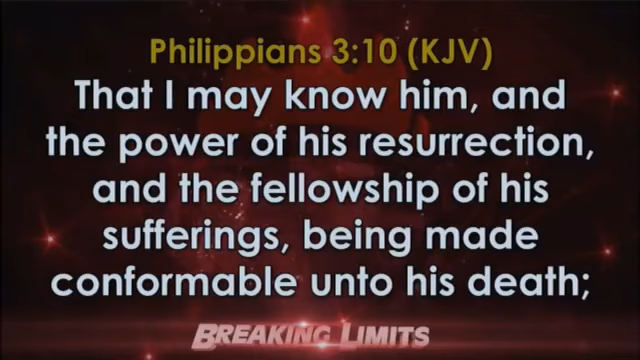 Philippians 3:10 (KJV)
That I may know him, and
the power of his resurrection,
and the fellowship of his
sufferings, being made
conformable unto his death;
BREAKING LIMITS